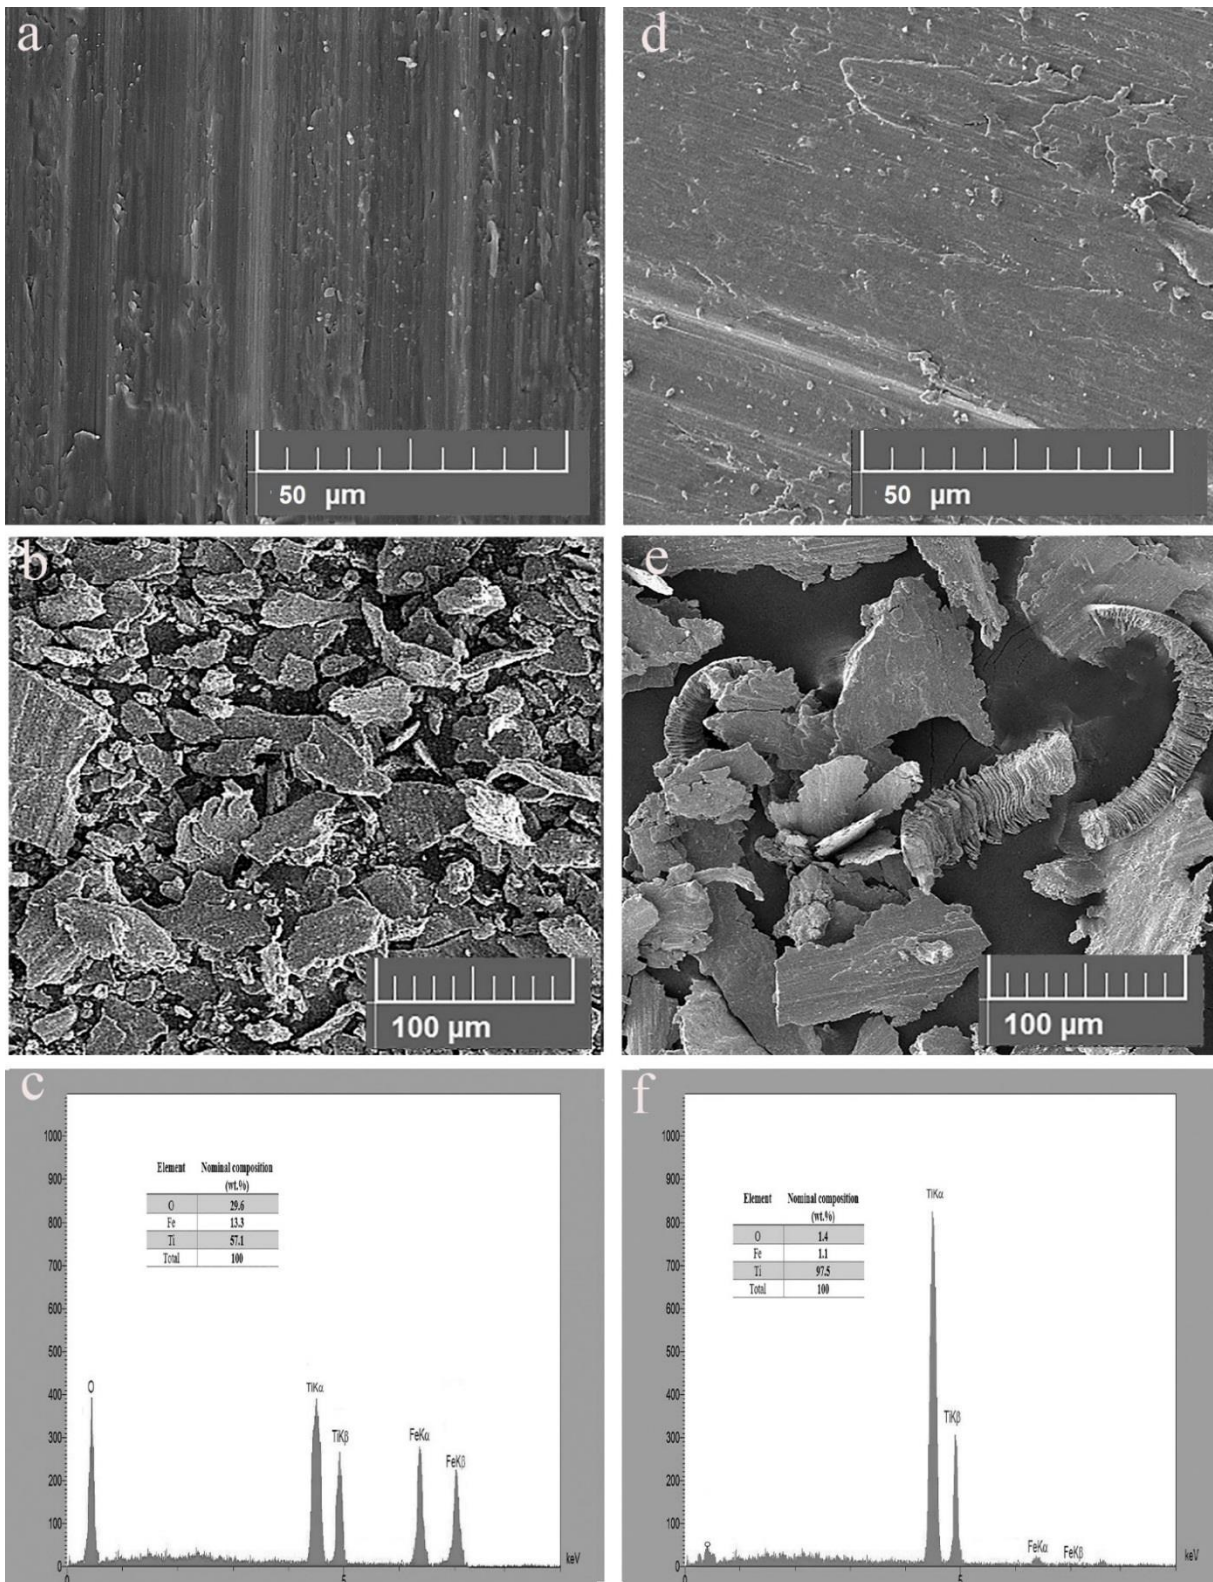 a
50 µm
d
50 µm
b
100 µm
e
100 µm
c
1000
900
800
700
600
500
400
300
200
100
0
Element Nominal composition
(wt.%)
O 29.6
Fe 13.3
Ti 57.1
Total 100
O
TiKα
TiKβ
FeKα
FeKβ
0 5 keV
f
1000
900
800
700
600
500
400
300
200
100
0
Element Nominal composition
(wt.%)
O 1.4
Fe 1.1
Ti 97.5
Total 100
TiKα
TiKβ
O
FeKα
FeKβ
0 5 keV